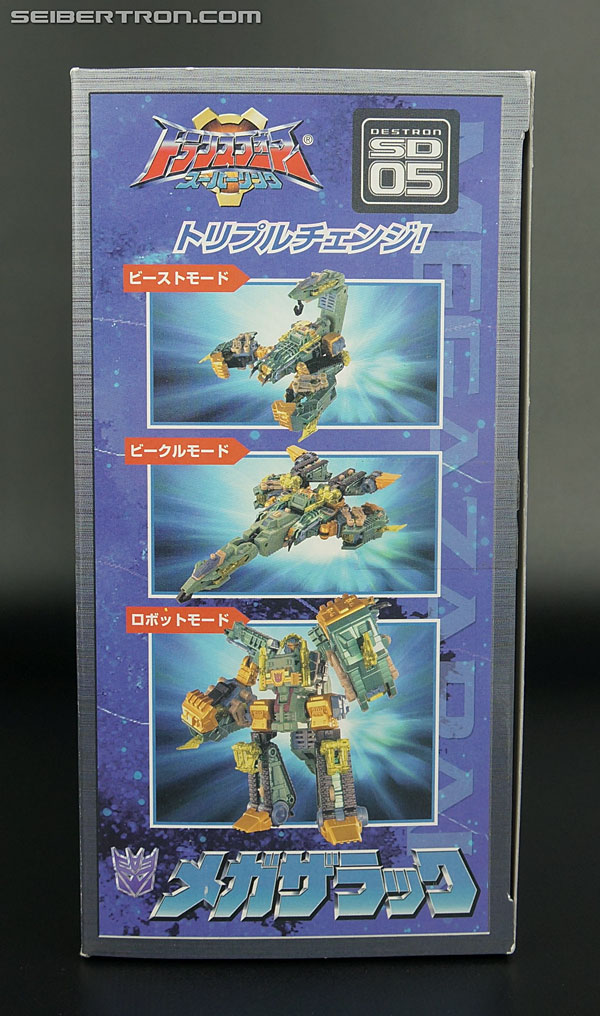 SEIBERTRON.COM
トランスフォーマー®
スーパーリンク
DESTRON
SD
05
トリプルチェンジ!
ビーストモード
ビークルモード
ロボットモード
メガザラック